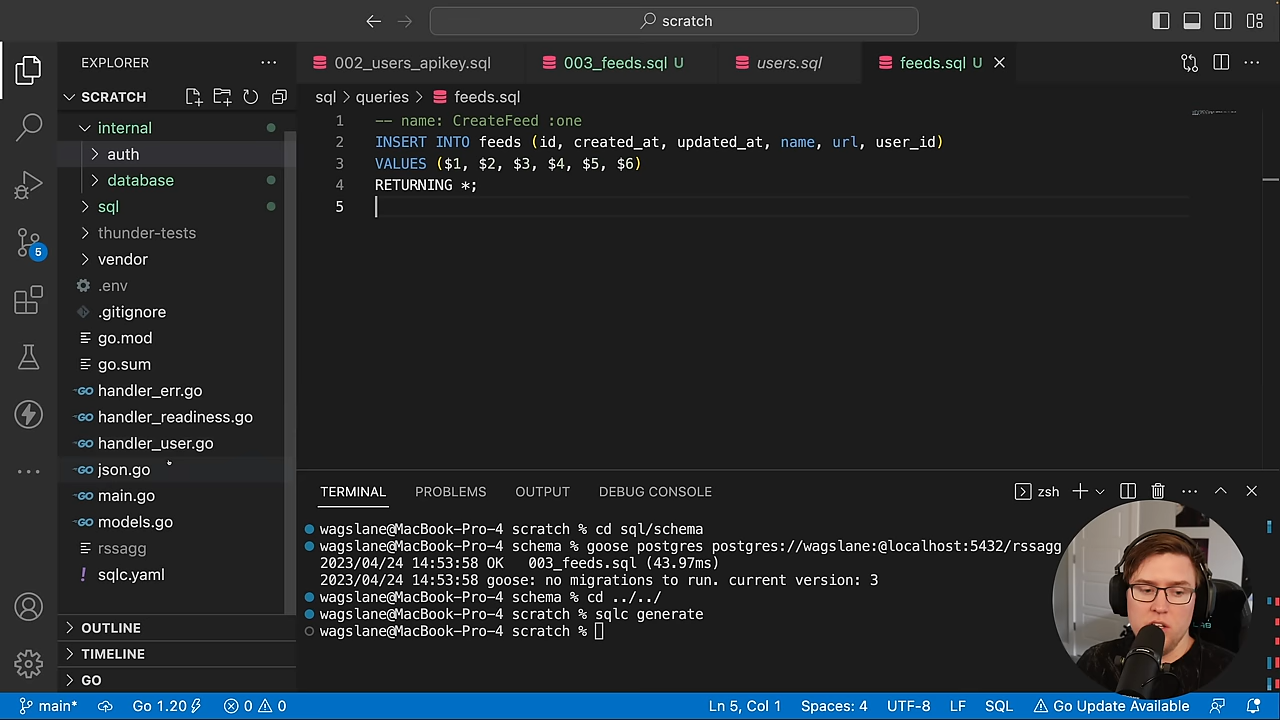 scratch
EXPLORER
SCRATCH
internal
auth
database
sql
thunder-tests
vendor
.env
.gitignore
go.mod
go.sum
handler_err.go
handler_readiness.go
handler_user.go
json.go
main.go
models.go
rssagg
sqlc.yaml
OUTLINE
TIMELINE
GO
5
002_users_apikey.sql
003_feeds.sql U
users.sql
feeds.sql U
sql > queries > feeds.sql
1 -- name: CreateFeed :one
2 INSERT INTO feeds (id, created_at, updated_at, name, url, user_id)
3 VALUES ($1, $2, $3, $4, $5, $6)
4 RETURNING *;
5
TERMINAL PROBLEMS OUTPUT DEBUG CONSOLE
zsh
wagslane@MacBook-Pro-4 scratch % cd sql/schema
wagslane@MacBook-Pro-4 schema % goose postgres postgres://wagslane:@localhost:5432/rssagg
2023/04/24 14:53:58 OK 003_feeds.sql (43.97ms)
2023/04/24 14:53:58 goose: no migrations to run. current version: 3
wagslane@MacBook-Pro-4 schema % cd ../../
wagslane@MacBook-Pro-4 scratch % sqlc generate
wagslane@MacBook-Pro-4 scratch %
main* Go 1.20 0 0 Ln 5, Col 1 Spaces: 4 UTF-8 LF SQL Go Update Available